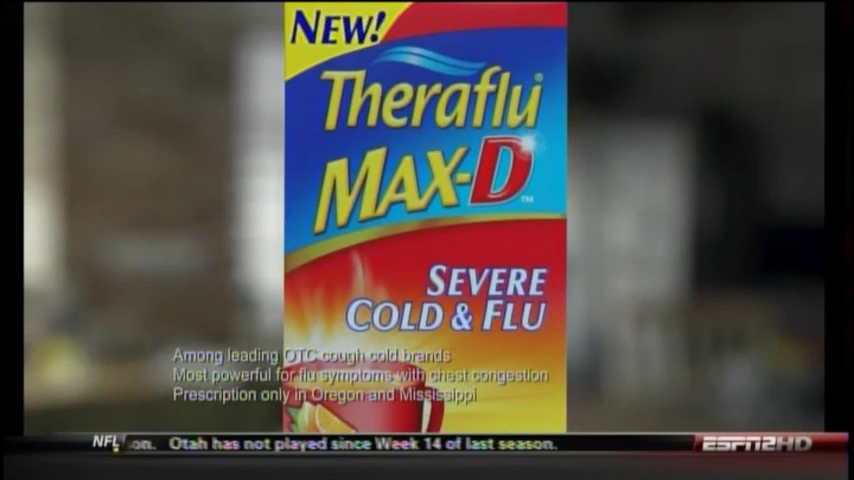 NEW!
Theraflu
MAX-D™
SEVERE
COLD & FLU
Among leading OTC cough cold brands
Most powerful for flu symptoms with chest congestion
Prescription only in Oregon and Mississippi
NFL on. Otah has not played since Week 14 of last season. ESPN2HD